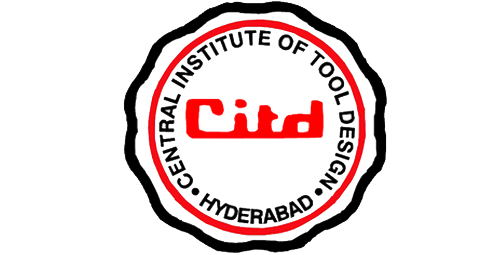 CENTRAL INSTITUTE OF TOOL DESIGN
Citd
• HYDERABAD •